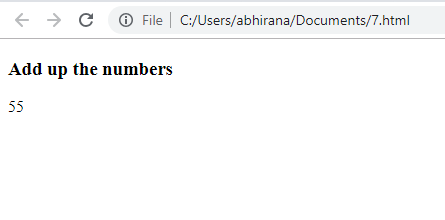 File C:/Users/abhirana/Documents/7.html
Add up the numbers
55